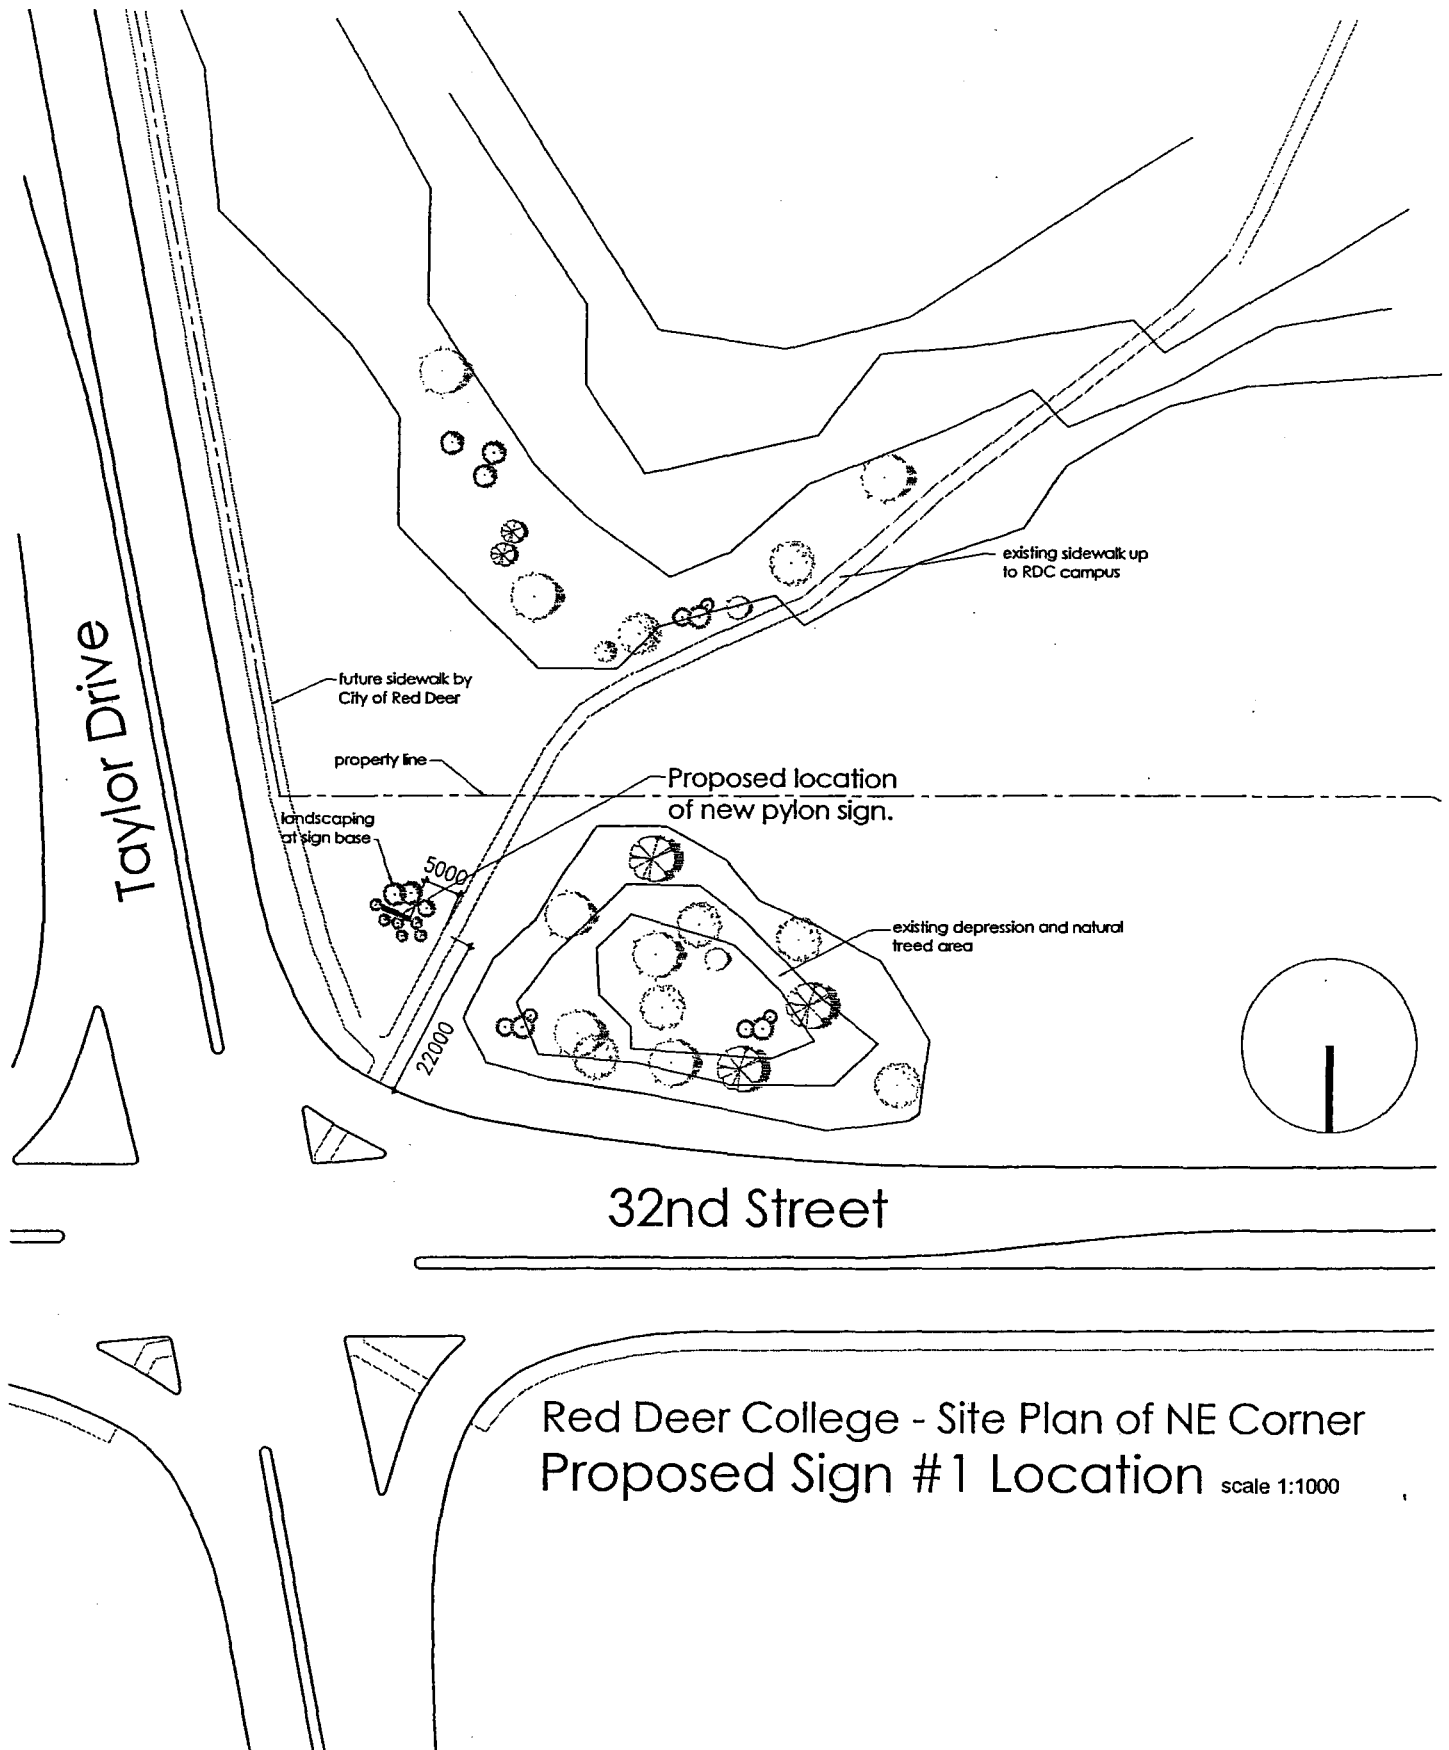 existing sidewalk up
to RDC campus
Taylor Drive
future sidewalk by
City of Red Deer
property line
Proposed location
of new pylon sign.
landscaping
at sign base
5000
existing depression and natural
treed area
22000
32nd Street
Red Deer College - Site Plan of NE Corner
Proposed Sign #1 Location scale 1:1000